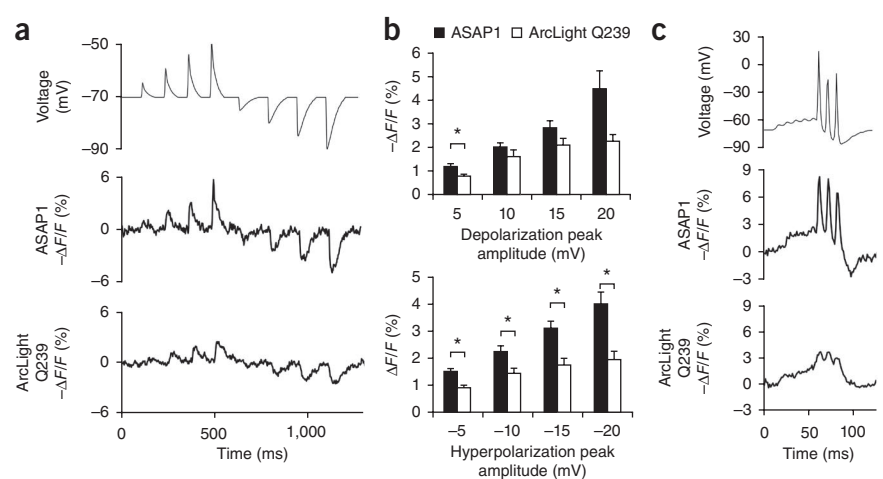 a
Voltage
(mV)
–50
–70
–90
ASAP1
–ΔF/F (%)
6
0
–6
ArcLight
Q239
–ΔF/F (%)
6
0
–6
0 500 1,000
Time (ms)
b
ASAP1 ArcLight Q239
–ΔF/F (%)
6
5
4
3
2
1
0
*
5 10 15 20
Depolarization peak
amplitude (mV)
ΔF/F (%)
5
4
3
2
1
0
* * * *
–5 –10 –15 –20
Hyperpolarization peak
amplitude (mV)
c
Voltage (mV)
30
0
–30
–60
–90
ASAP1
–ΔF/F (%)
9
6
3
0
–3
ArcLight
Q239
–ΔF/F (%)
9
6
3
0
–3
0 50 100
Time (ms)